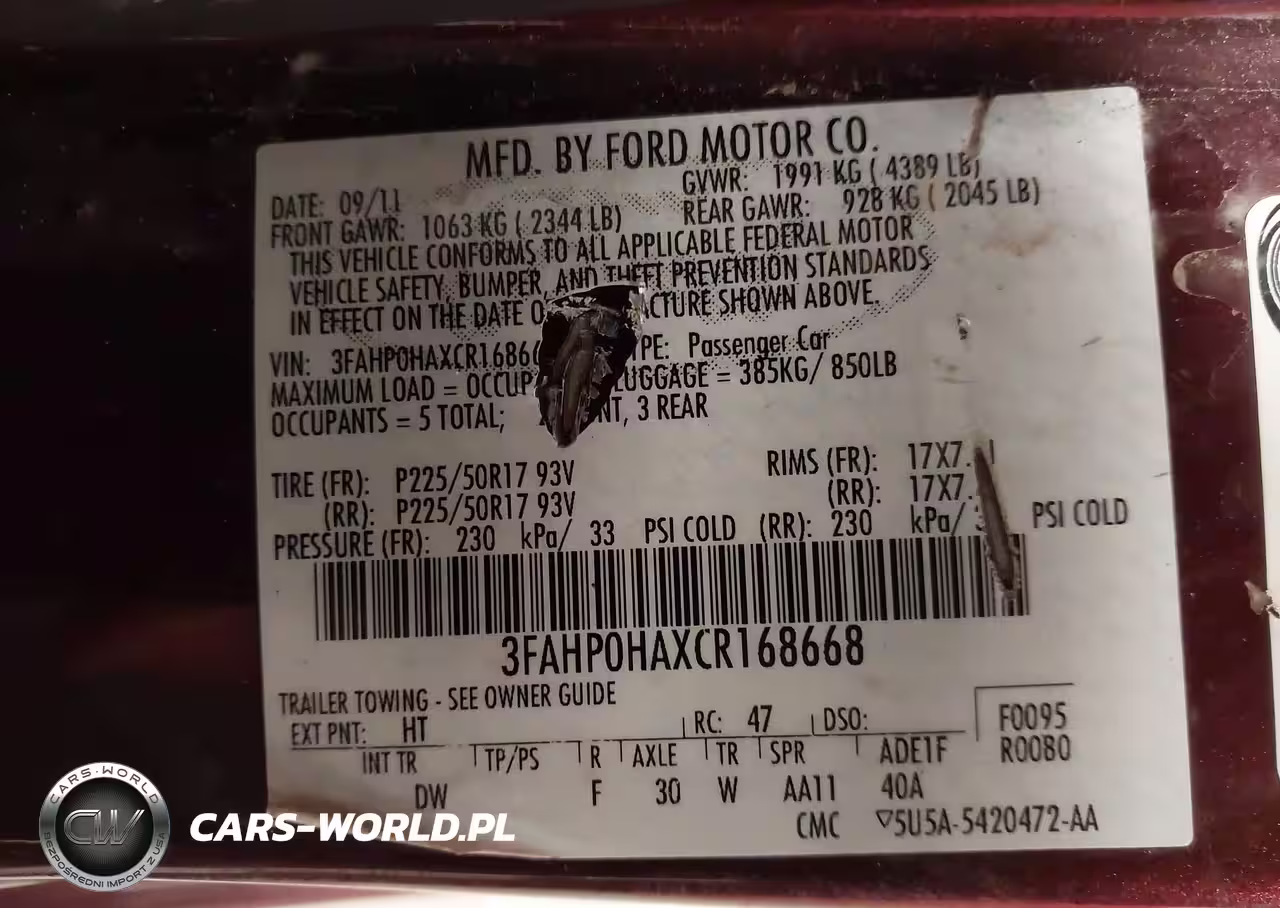 MFD. BY FORD MOTOR CO.
DATE: 09/11 GVWR: 1991 KG ( 4389 LB)
FRONT GAWR: 1063 KG ( 2344 LB) REAR GAWR: 928 KG ( 2045 LB)
THIS VEHICLE CONFORMS TO ALL APPLICABLE FEDERAL MOTOR
VEHICLE SAFETY, BUMPER, AND THEFT PREVENTION STANDARDS
IN EFFECT ON THE DATE SHOWN ABOVE.
VIN: Passenger Car
MAXIMUM LOAD = = 385KG/ 850LB
OCCUPANTS = 5 TOTAL; 3 REAR
TIRE (FR): P225/50R17 93V RIMS (FR):
(RR): P225/50R17 93V (RR):
PRESSURE (FR): 230 kPa/ 33 PSI COLD (RR): 230 kPa/ PSI COLD
3FAHP0HAXCR168668
TRAILER TOWING - SEE OWNER GUIDE
EXT PNT: HT RC: 47 DSO: F0095
INT TR TP/PS R AXLE TR SPR ADE1F R0080
DW F 30 W AA11 40A
CMC ▽5U5A-5420472-AA
CARS-WORLD
CW
BEZPOŚREDNI IMPORT Z USA
CARS-WORLD.PL